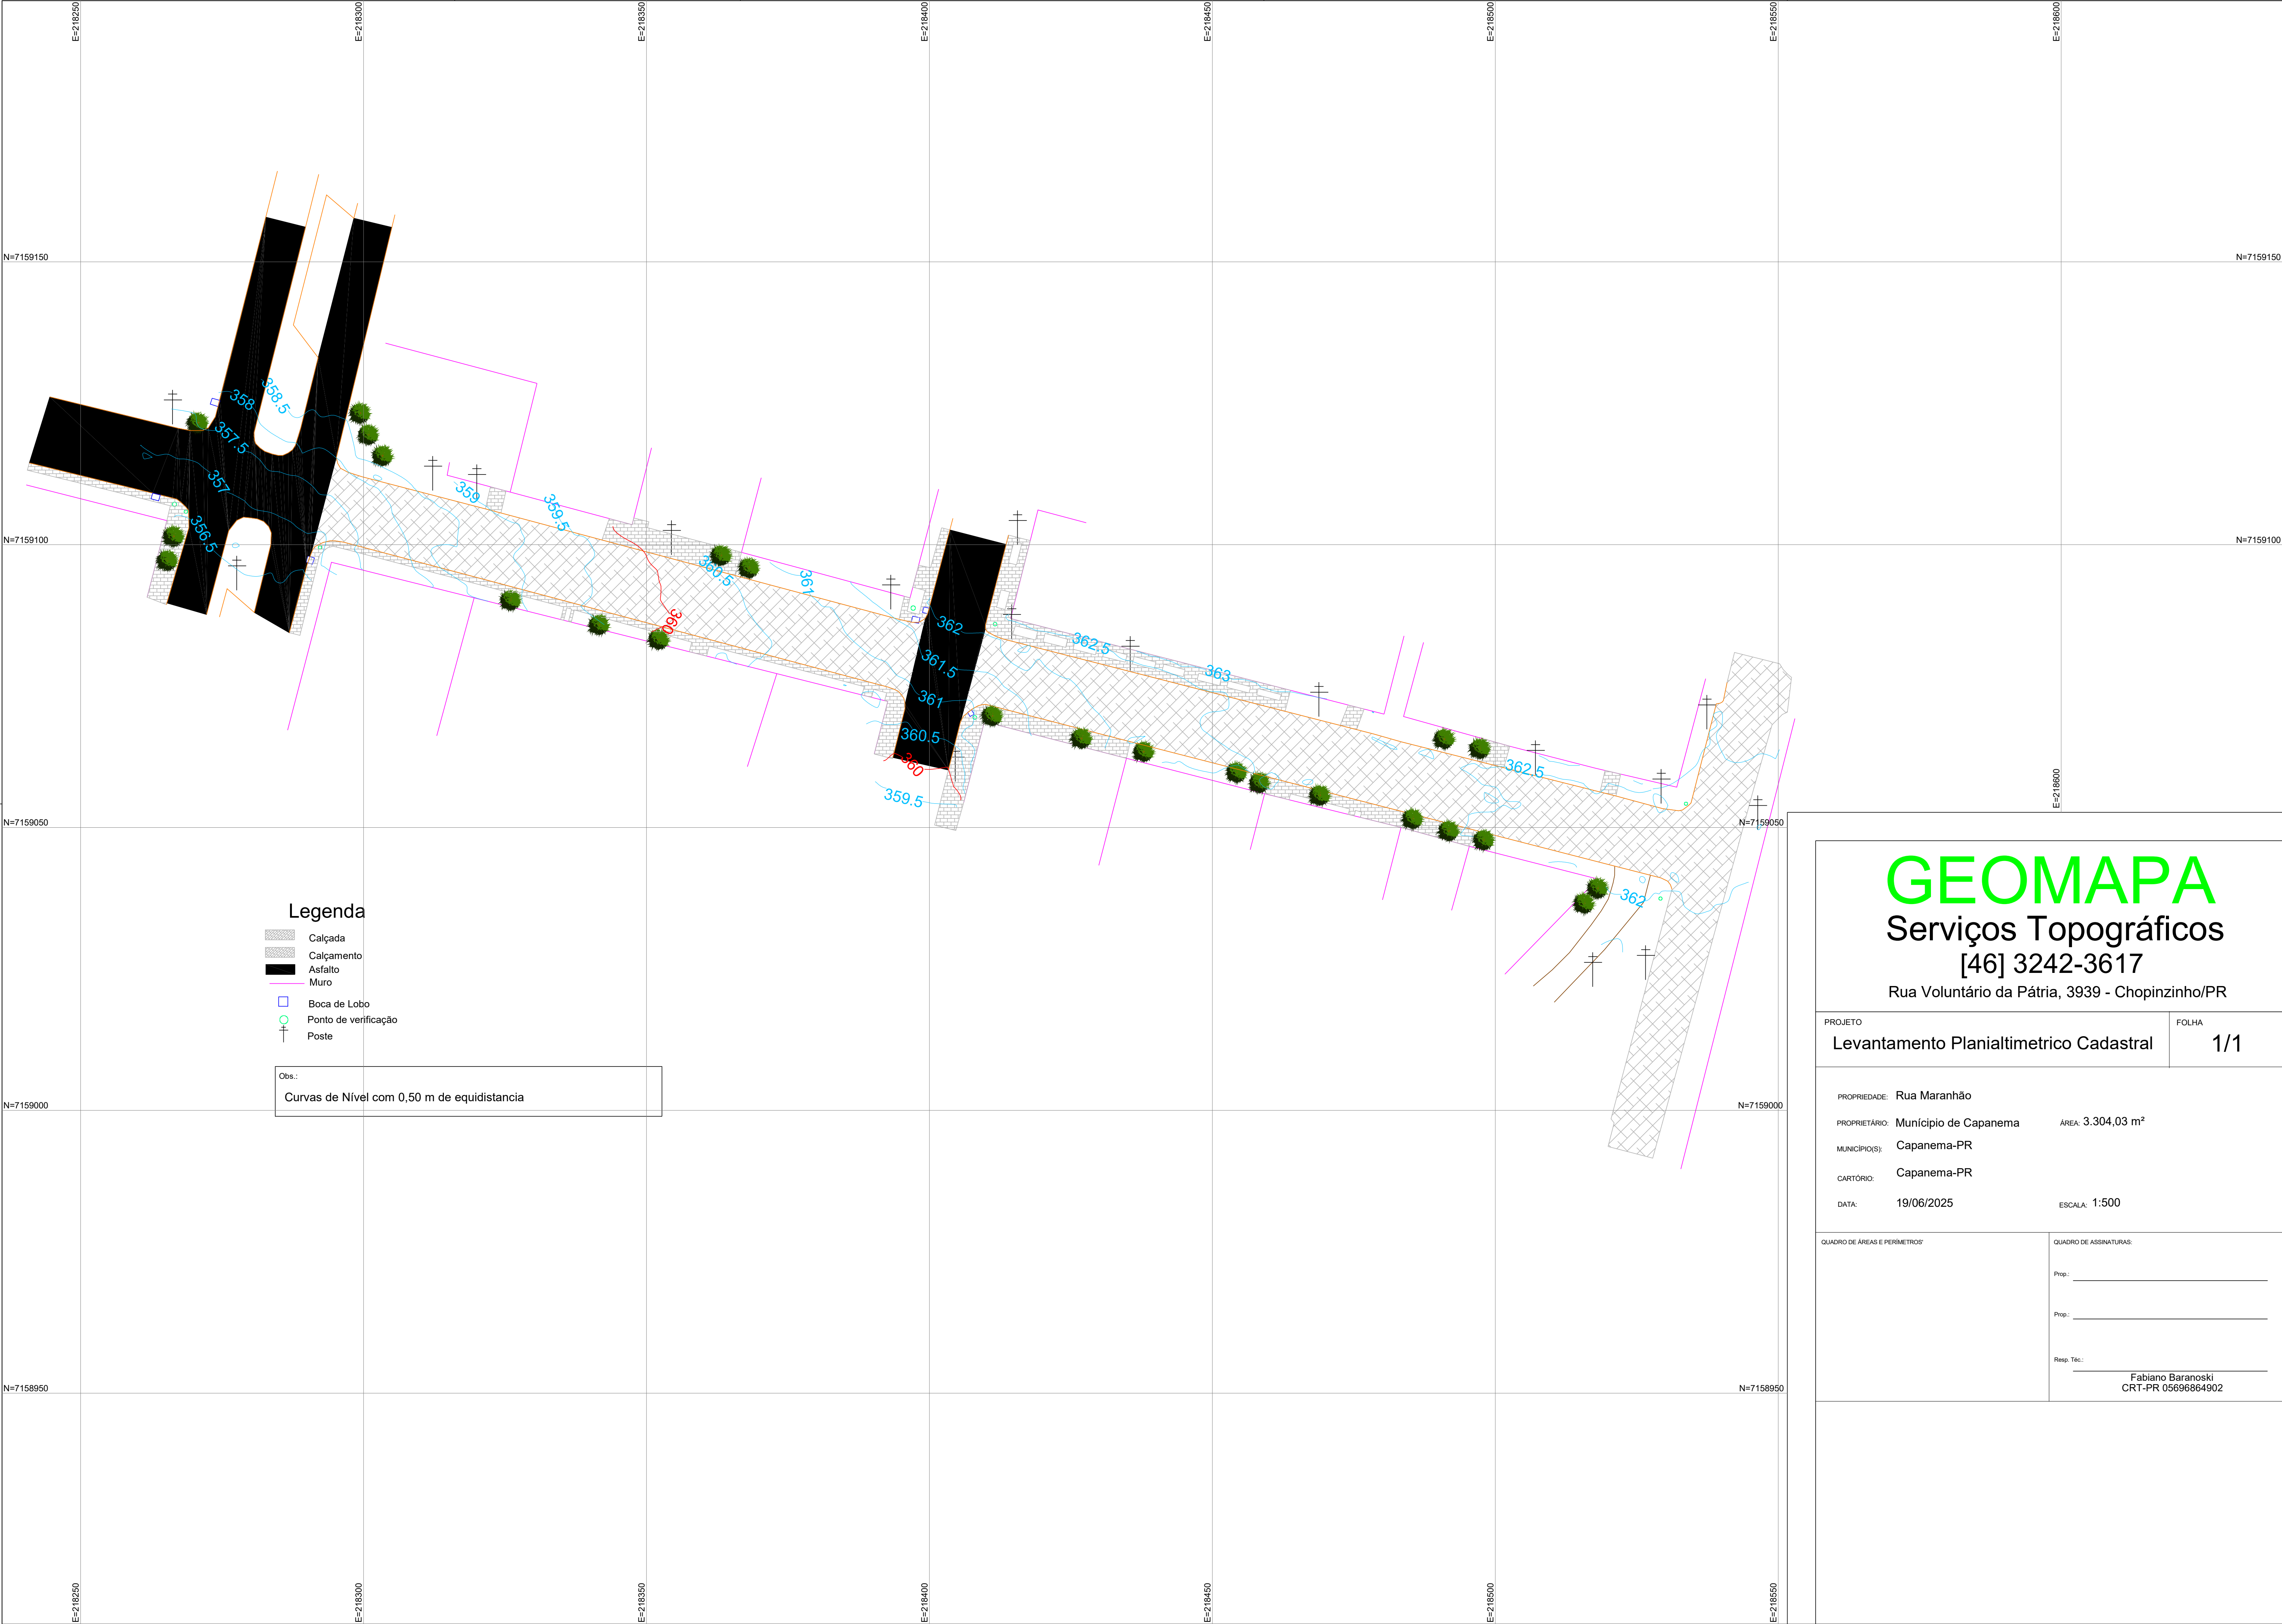 E=218250
E=218300
E=218350
E=218400
E=218450
E=218500
E=218550
E=218600
N=7159150
N=7159150
358.5
358
357.5
357
356.5
359
359.5
N=7159100
N=7159100
360.5
361
360
362
361.5
361
360.5
360
359.5
362.5
363
362.5
362
E=218600
N=7159050
N=7159050
Legenda
Calçada
Calçamento
Asfalto
Muro
Boca de Lobo
Ponto de verificação
Poste
Obs.:
Curvas de Nível com 0,50 m de equidistancia
N=7159000
N=7159000
N=7158950
N=7158950
E=218250
E=218300
E=218350
E=218400
E=218450
E=218500
E=218550
GEOMAPA
Serviços Topográficos
[46] 3242-3617
Rua Voluntário da Pátria, 3939 - Chopinzinho/PR
PROJETO
Levantamento Planialtimetrico Cadastral
FOLHA
1/1
PROPRIEDADE: Rua Maranhão
PROPRIETÁRIO: Munícipio de Capanema ÁREA: 3.304,03 m²
MUNICÍPIO(S): Capanema-PR
CARTÓRIO: Capanema-PR
DATA: 19/06/2025 ESCALA: 1:500
QUADRO DE ÁREAS E PERÍMETROS'
QUADRO DE ASSINATURAS:
Prop.:
Prop.:
Resp. Téc.:
Fabiano Baranoski
CRT-PR 05696864902